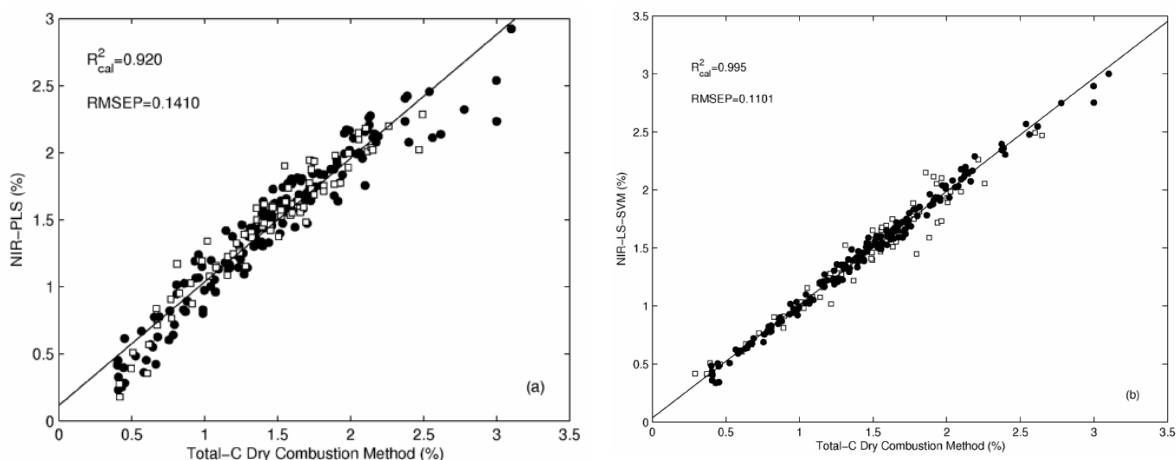 R²cal=0.920
RMSEP=0.1410
NIR−PLS (%)
3
2.5
2
1.5
1
0.5
0
0 0.5 1 1.5 2 2.5 3 3.5
Total−C Dry Combustion Method (%)
(a)
R²cal=0.995
RMSEP=0.1101
NIR−LS−SVM (%)
3.5
3
2.5
2
1.5
1
0.5
0
0 0.5 1 1.5 2 2.5 3 3.5
Total−C Dry Combustion Method (%)
(b)